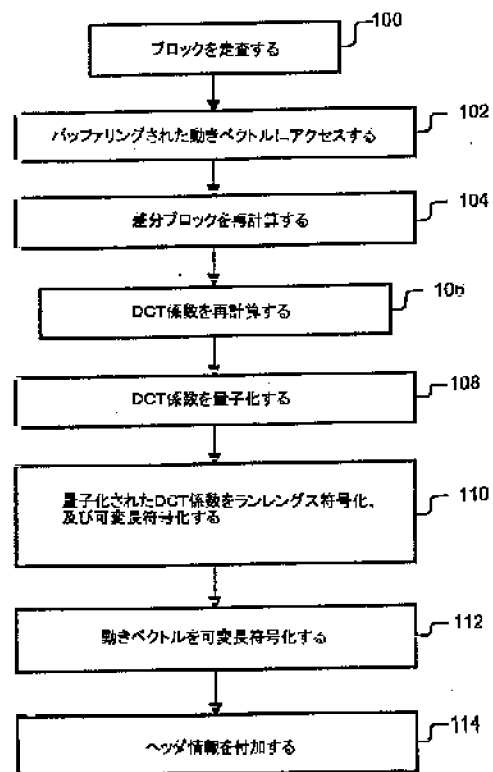 100
ブロックを走査する
102
バッファリングされた動きベクトルにアクセスする
104
差分ブロックを再計算する
106
DCT係数を再計算する
108
DCT係数を量子化する
110
量子化されたDCT係数をランレングス符号化、
及び可変長符号化する
112
動きベクトルを可変長符号化する
114
ヘッダ情報を付加する